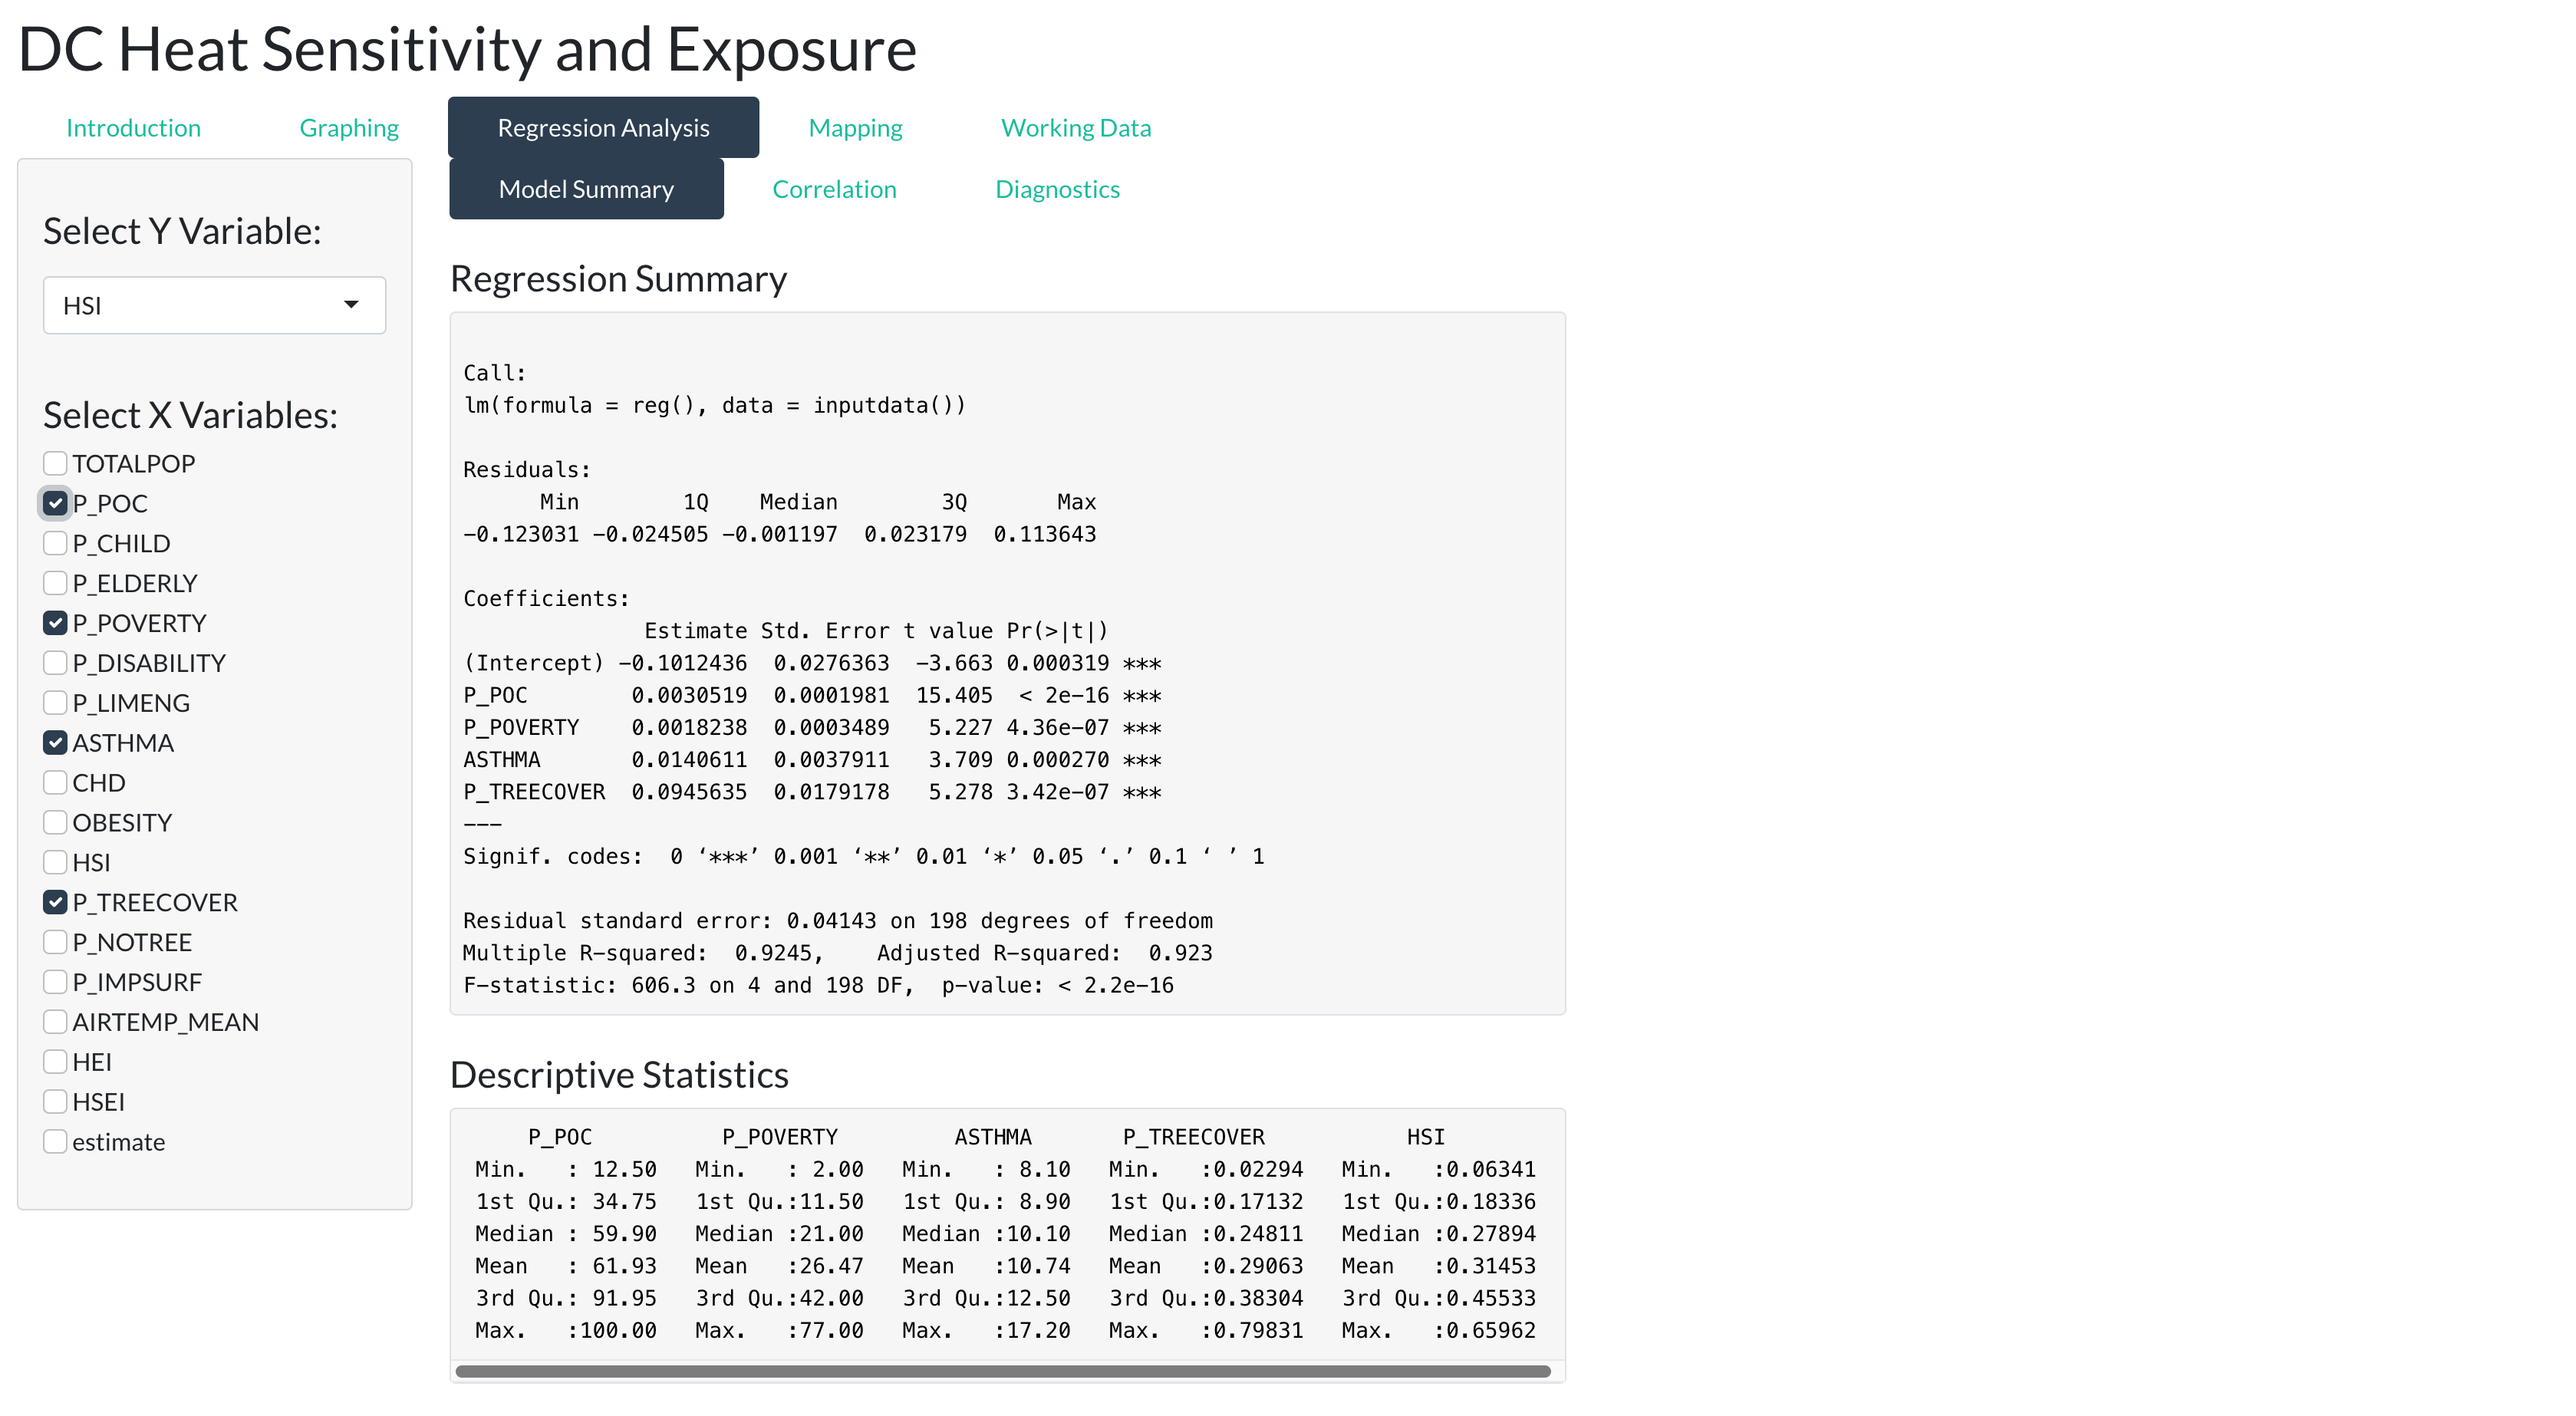 DC Heat Sensitivity and Exposure
Introduction Graphing Regression Analysis Mapping Working Data
Model Summary Correlation Diagnostics
Select Y Variable:
HSI
Select X Variables:
TOTALPOP
P_POC
P_CHILD
P_ELDERLY
P_POVERTY
P_DISABILITY
P_LIMENG
ASTHMA
CHD
OBESITY
HSI
P_TREECOVER
P_NOTREE
P_IMPSURF
AIRTEMP_MEAN
HEI
HSEI
estimate
Regression Summary
Call:
lm(formula = reg(), data = inputdata())
Residuals:
Min 1Q Median 3Q Max
-0.123031 -0.024505 -0.001197 0.023179 0.113643
Coefficients:
Estimate Std. Error t value Pr(>|t|)
(Intercept) -0.1012436 0.0276363 -3.663 0.000319 ***
P_POC 0.0030519 0.0001981 15.405 < 2e-16 ***
P_POVERTY 0.0018238 0.0003489 5.227 4.36e-07 ***
ASTHMA 0.0140611 0.0037911 3.709 0.000270 ***
P_TREECOVER 0.0945635 0.0179178 5.278 3.42e-07 ***
---
Signif. codes: 0 ‘***’ 0.001 ‘**’ 0.01 ‘*’ 0.05 ‘.’ 0.1 ‘ ’ 1
Residual standard error: 0.04143 on 198 degrees of freedom
Multiple R-squared: 0.9245, Adjusted R-squared: 0.923
F-statistic: 606.3 on 4 and 198 DF, p-value: < 2.2e-16
Descriptive Statistics
P_POC P_POVERTY ASTHMA P_TREECOVER HSI
Min. : 12.50 Min. : 2.00 Min. : 8.10 Min. :0.02294 Min. :0.06341
1st Qu.: 34.75 1st Qu.:11.50 1st Qu.: 8.90 1st Qu.:0.17132 1st Qu.:0.18336
Median : 59.90 Median :21.00 Median :10.10 Median :0.24811 Median :0.27894
Mean : 61.93 Mean :26.47 Mean :10.74 Mean :0.29063 Mean :0.31453
3rd Qu.: 91.95 3rd Qu.:42.00 3rd Qu.:12.50 3rd Qu.:0.38304 3rd Qu.:0.45533
Max. :100.00 Max. :77.00 Max. :17.20 Max. :0.79831 Max. :0.65962